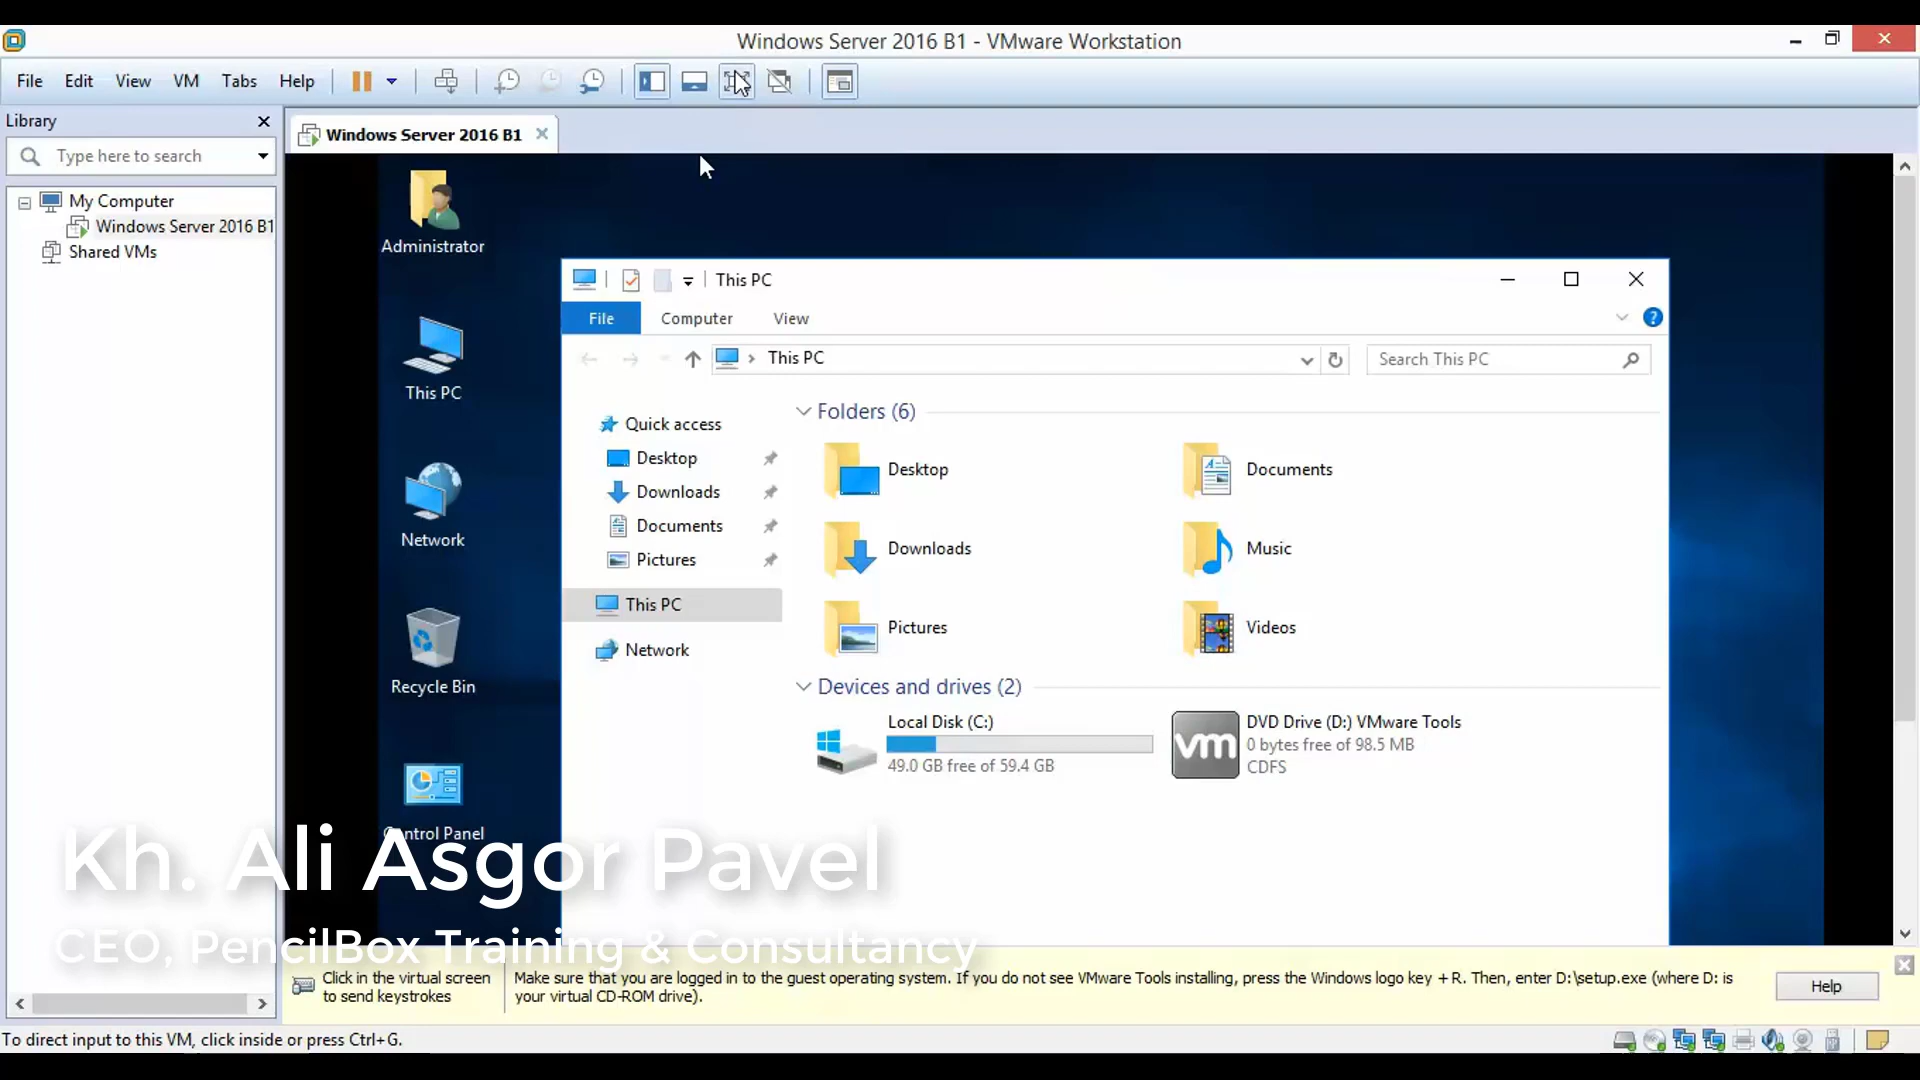 Windows Server 2016 B1 - VMware Workstation
File Edit View VM Tabs Help
Library
Type here to search
My Computer
Windows Server 2016 B1
Shared VMs
Windows Server 2016 B1
Administrator
This PC
Network
Recycle Bin
Control Panel
This PC
File Computer View
This PC
Search This PC
Quick access
Desktop
Downloads
Documents
Pictures
This PC
Network
Folders (6)
Desktop
Documents
Downloads
Music
Pictures
Videos
Devices and drives (2)
Local Disk (C:)
49.0 GB free of 59.4 GB
vm
DVD Drive (D:) VMware Tools
0 bytes free of 98.5 MB
CDFS
Kh. Ali Asgor Pavel
CEO, PencilBox Training & Consultancy
Click in the virtual screen
to send keystrokes
Make sure that you are logged in to the guest operating system. If you do not see VMware Tools installing, press the Windows logo key + R. Then, enter D:\setup.exe (where D: is
your virtual CD-ROM drive).
Help
To direct input to this VM, click inside or press Ctrl+G.